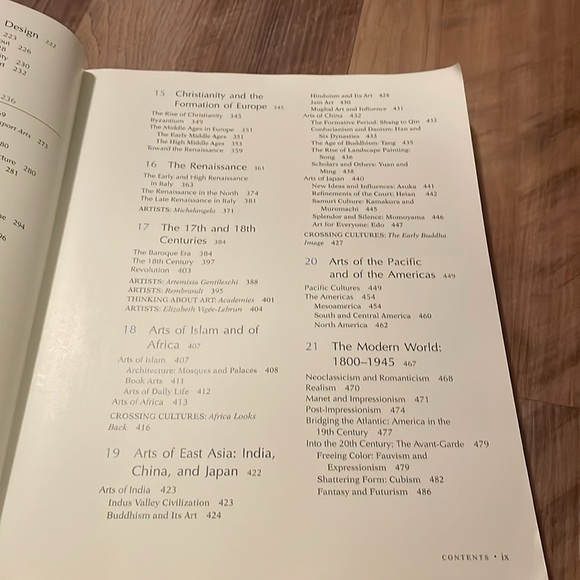 Design 221
223
226
230
232
236
273
280
281
15 Christianity and the
Formation of Europe 345
The Rise of Christianity 345
Byzantium 349
The Middle Ages in Europe 351
The Early Middle Ages 351
The High Middle Ages 353
Toward the Renaissance 359
16 The Renaissance 361
The Early and High Renaissance
in Italy 363
The Renaissance in the North 374
The Late Renaissance in Italy 381
ARTISTS: Michelangelo 371
17 The 17th and 18th
Centuries 384
The Baroque Era 384
The 18th Century 397
Revolution 403
ARTISTS: Artemisia Gentileschi 388
ARTISTS: Rembrandt 395
THINKING ABOUT ART: Academies 401
ARTISTS: Elizabeth Vigée-Lebrun 404
18 Arts of Islam and of
Africa 407
Arts of Islam 407
Architecture: Mosques and Palaces 408
Book Arts 411
Arts of Daily Life 412
Arts of Africa 413
CROSSING CULTURES: Africa Looks
Back 416
19 Arts of East Asia: India,
China, and Japan 422
Arts of India 423
Indus Valley Civilization 423
Buddhism and Its Art 424
Hinduism and Its Art 428
Jain Art 430
Mughal Art and Influence 431
Arts of China 432
The Formative Period: Shang to Qin 432
Confucianism and Daoism: Han and
Six Dynasties 433
The Age of Buddhism: Tang 435
The Rise of Landscape Painting:
Song 436
Scholars and Others: Yuan and
Ming 438
Arts of Japan 440
New Ideas and Influences: Asuka 441
Refinements of the Court: Heian 442
Samuri Culture: Kamakura and
Muromachi 445
Splendor and Silence: Momoyama 446
Art for Everyone: Edo 447
CROSSING CULTURES: The Early Buddha
Image 427
20 Arts of the Pacific
and of the Americas 449
Pacific Cultures 449
The Americas 454
Mesoamerica 454
South and Central America 460
North America 462
21 The Modern World:
1800–1945 467
Neoclassicism and Romanticism 468
Realism 470
Manet and Impressionism 471
Post-Impressionism 474
Bridging the Atlantic: America in the
19th Century 477
Into the 20th Century: The Avant-Garde 479
Freeing Color: Fauvism and
Expressionism 479
Shattering Form: Cubism 482
Fantasy and Futurism 486
CONTENTS • ix